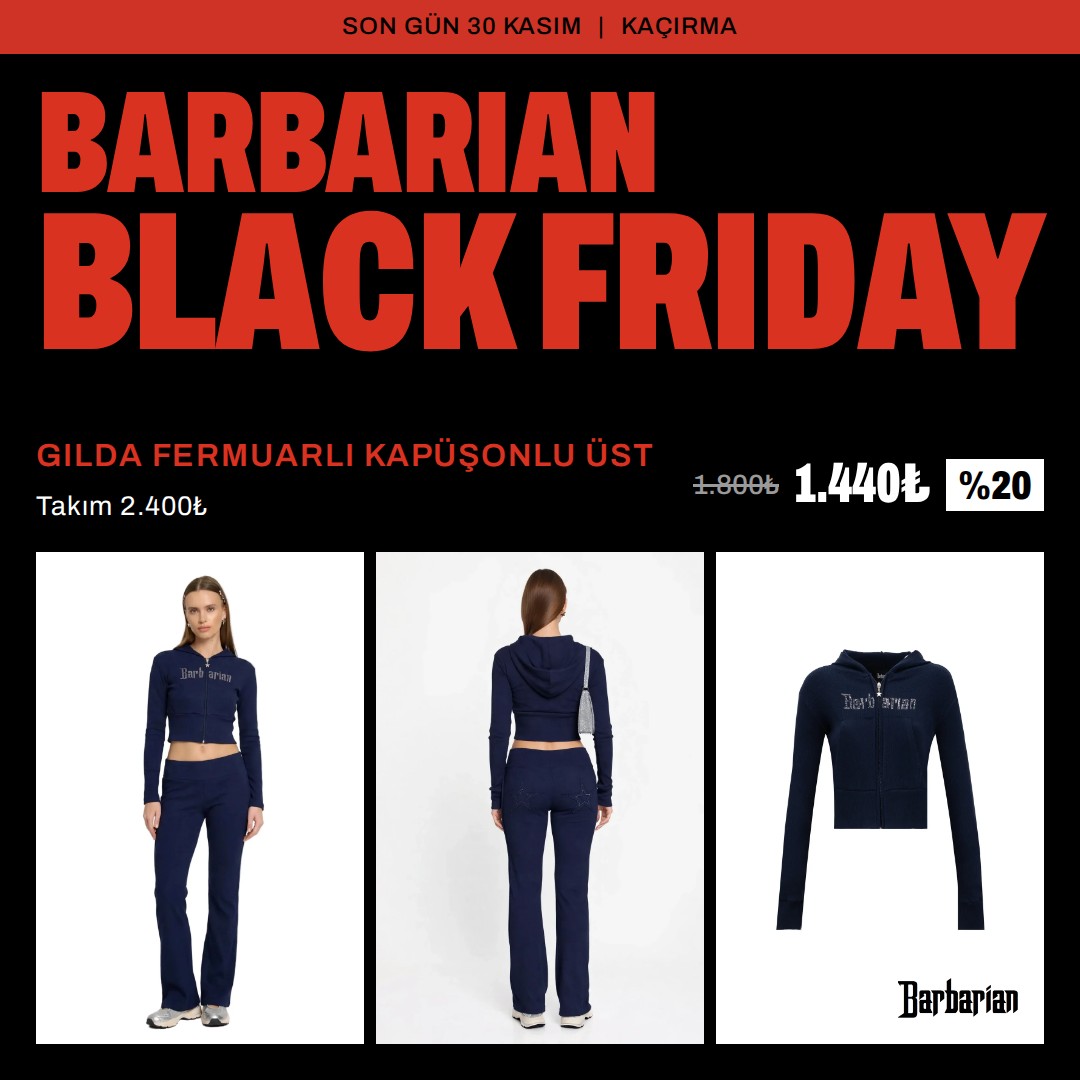 SON GÜN 30 KASIM | KAÇIRMA
BARBARIAN
BLACK FRIDAY
GILDA FERMUARLI KAPÜŞONLU ÜST
Takım 2.400₺
1.800₺ 1.440₺ %20
Barbarian
Barbarian
Barbarian